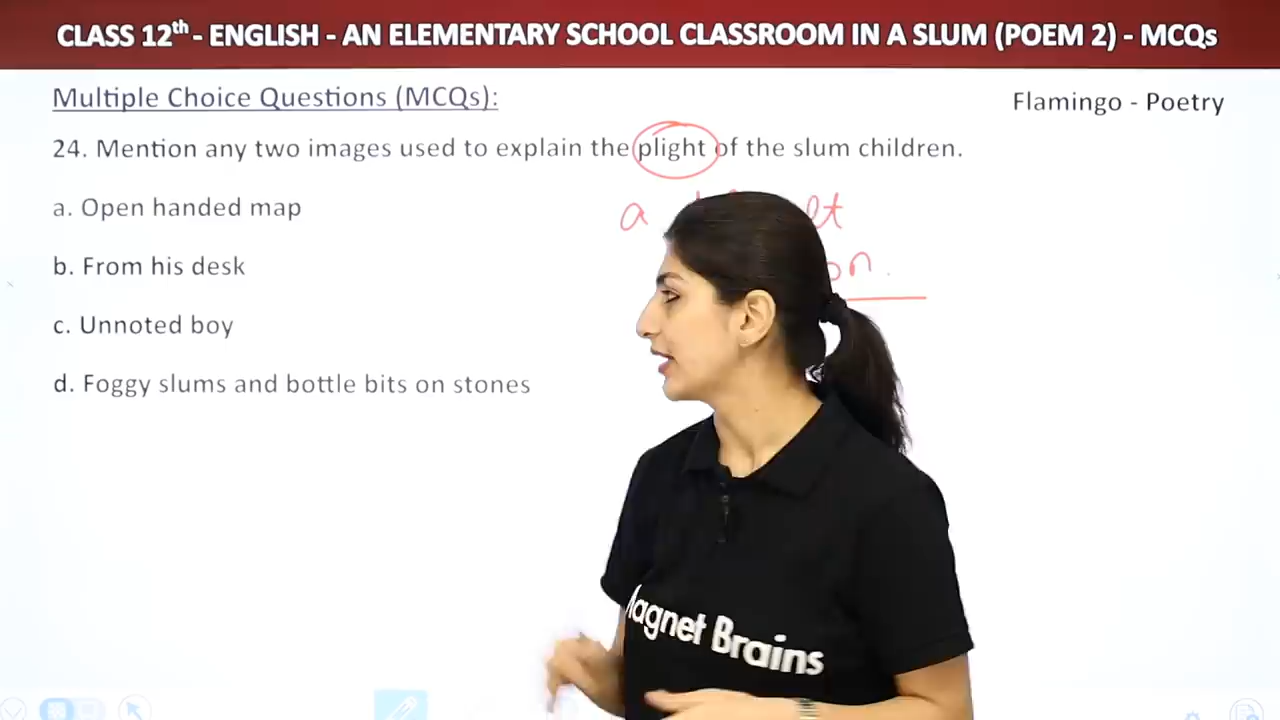 CLASS 12th - ENGLISH - AN ELEMENTARY SCHOOL CLASSROOM IN A SLUM (POEM 2) - MCQs
Multiple Choice Questions (MCQs):
Flamingo - Poetry
24. Mention any two images used to explain the plight of the slum children.
a. Open handed map
b. From his desk
c. Unnoted boy
d. Foggy slums and bottle bits on stones
a
Magnet Brains